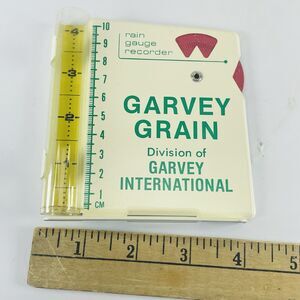 rain
gauge
recorder
GARVEY
GRAIN
Division of
GARVEY
INTERNATIONAL
4
3
2
1
10
9
8
7
6
5
4
3
2
1
CM
1
2
3
4
5